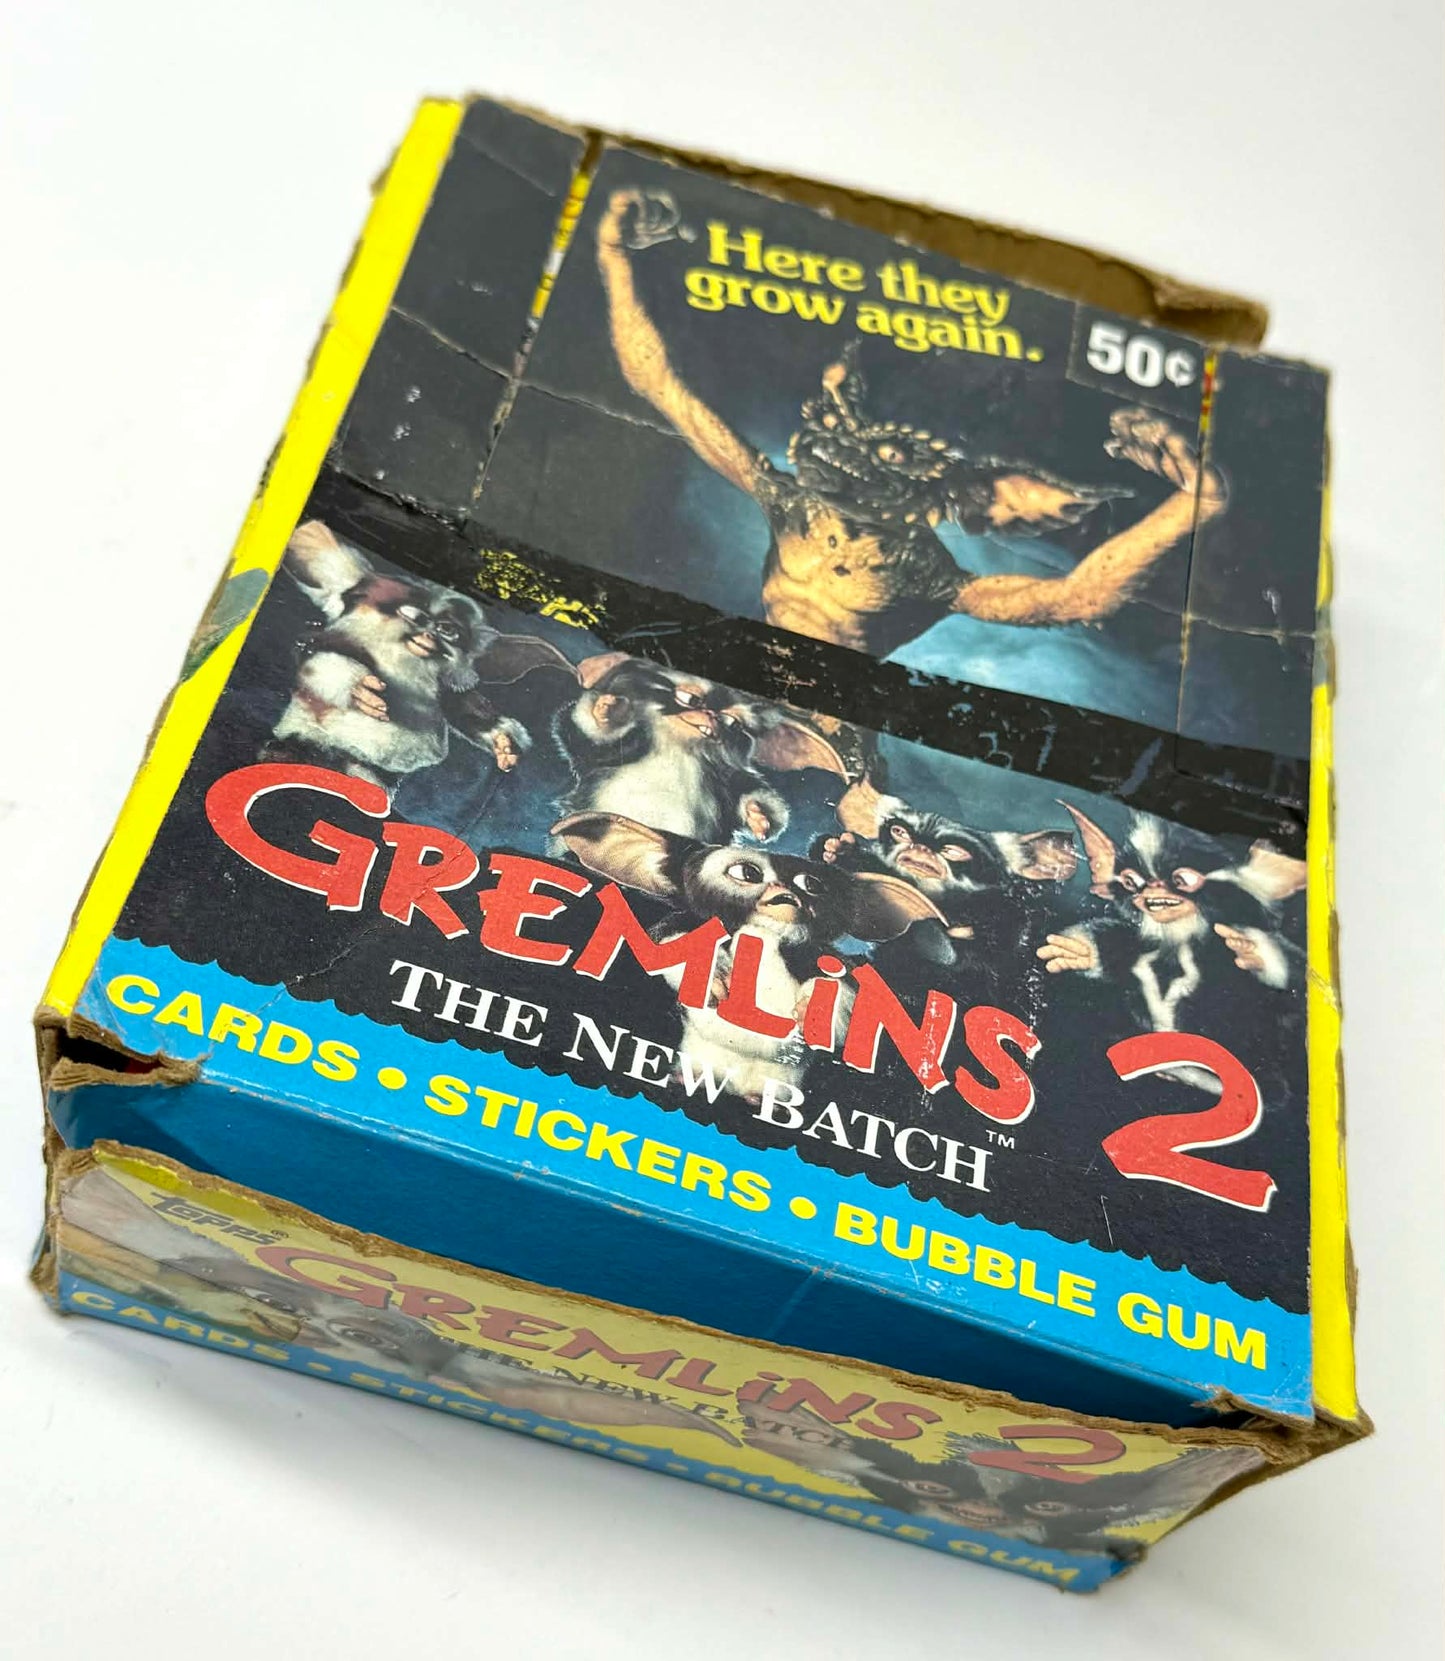 Here they
grow again.
50¢
GREMLiNS 2
THE NEW BATCH™
CARDS • STICKERS • BUBBLE GUM
Topps®
GREMLiNS 2
THE NEW BATCH
CARDS • STICKERS • BUBBLE GUM